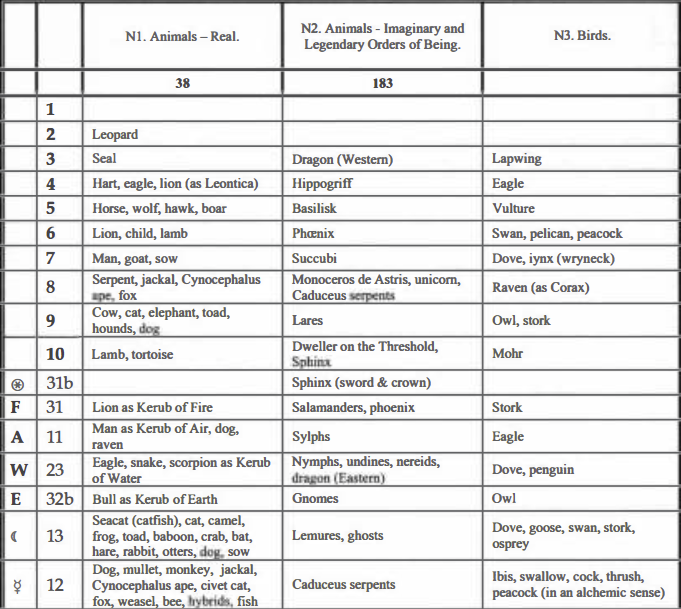 N1. Animals – Real.
N2. Animals - Imaginary and
Legendary Orders of Being.
N3. Birds.
38
183
1
2 Leopard
3 Seal Dragon (Western) Lapwing
4 Hart, eagle, lion (as Leontica) Hippogriff Eagle
5 Horse, wolf, hawk, boar Basilisk Vulture
6 Lion, child, lamb Phœnix Swan, pelican, peacock
7 Man, goat, sow Succubi Dove, iynx (wryneck)
8 Serpent, jackal, Cynocephalus
ape, fox
Monoceros de Astris, unicorn,
Caduceus serpents
Raven (as Corax)
9 Cow, cat, elephant, toad,
hounds, dog
Lares Owl, stork
10 Lamb, tortoise
Dweller on the Threshold,
Sphinx
Mohr
31b Sphinx (sword & crown)
F 31 Lion as Kerub of Fire Salamanders, phoenix Stork
A 11 Man as Kerub of Air, dog,
raven
Sylphs Eagle
W 23 Eagle, snake, scorpion as Kerub
of Water
Nymphs, undines, nereids,
dragon (Eastern)
Dove, penguin
E 32b Bull as Kerub of Earth Gnomes Owl
☾ 13 Seacat (catfish), cat, camel,
frog, toad, baboon, crab, bat,
hare, rabbit, otters, dog, sow
Lemures, ghosts
Dove, goose, swan, stork,
osprey
☿ 12 Dog, mullet, monkey, jackal,
Cynocephalus ape, civet cat,
fox, weasel, bee, hybrids, fish
Caduceus serpents
Ibis, swallow, cock, thrush,
peacock (in an alchemic sense)